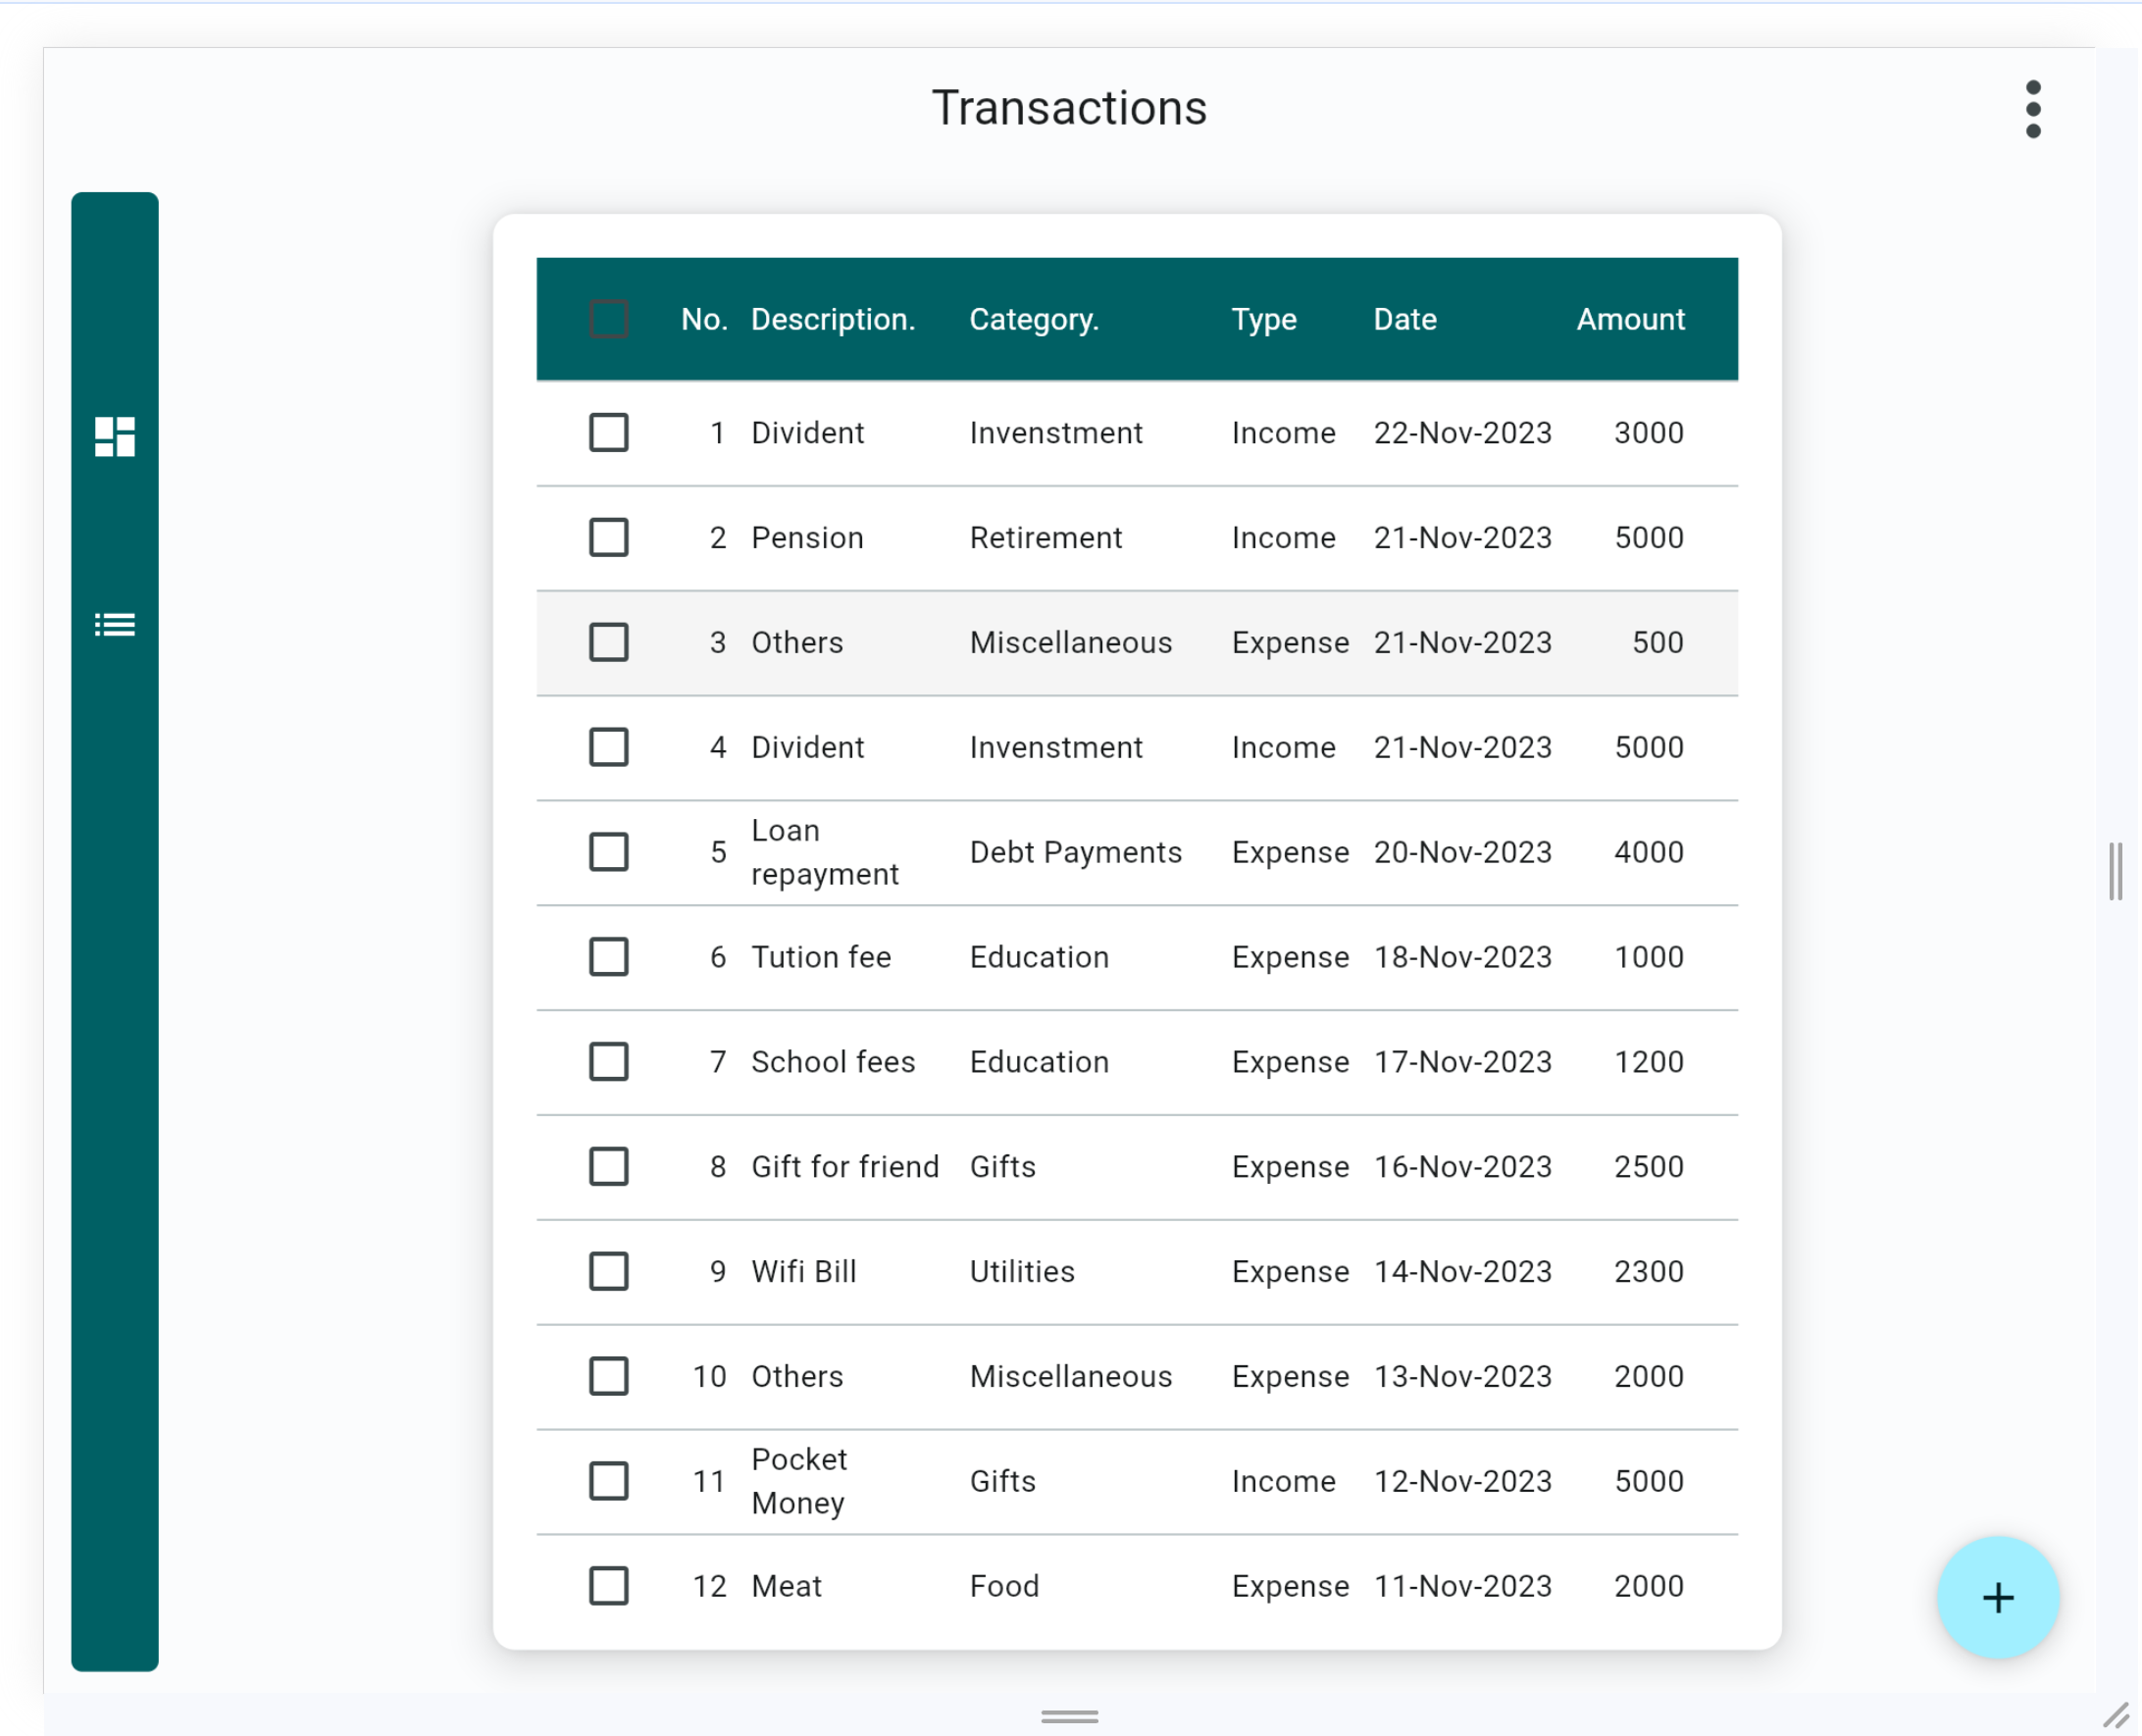 Transactions
No. Description. Category. Type Date Amount
1 Divident Invenstment Income 22-Nov-2023 3000
2 Pension Retirement Income 21-Nov-2023 5000
3 Others Miscellaneous Expense 21-Nov-2023 500
4 Divident Invenstment Income 21-Nov-2023 5000
5 Loan repayment Debt Payments Expense 20-Nov-2023 4000
6 Tution fee Education Expense 18-Nov-2023 1000
7 School fees Education Expense 17-Nov-2023 1200
8 Gift for friend Gifts Expense 16-Nov-2023 2500
9 Wifi Bill Utilities Expense 14-Nov-2023 2300
10 Others Miscellaneous Expense 13-Nov-2023 2000
11 Pocket Money Gifts Income 12-Nov-2023 5000
12 Meat Food Expense 11-Nov-2023 2000
+